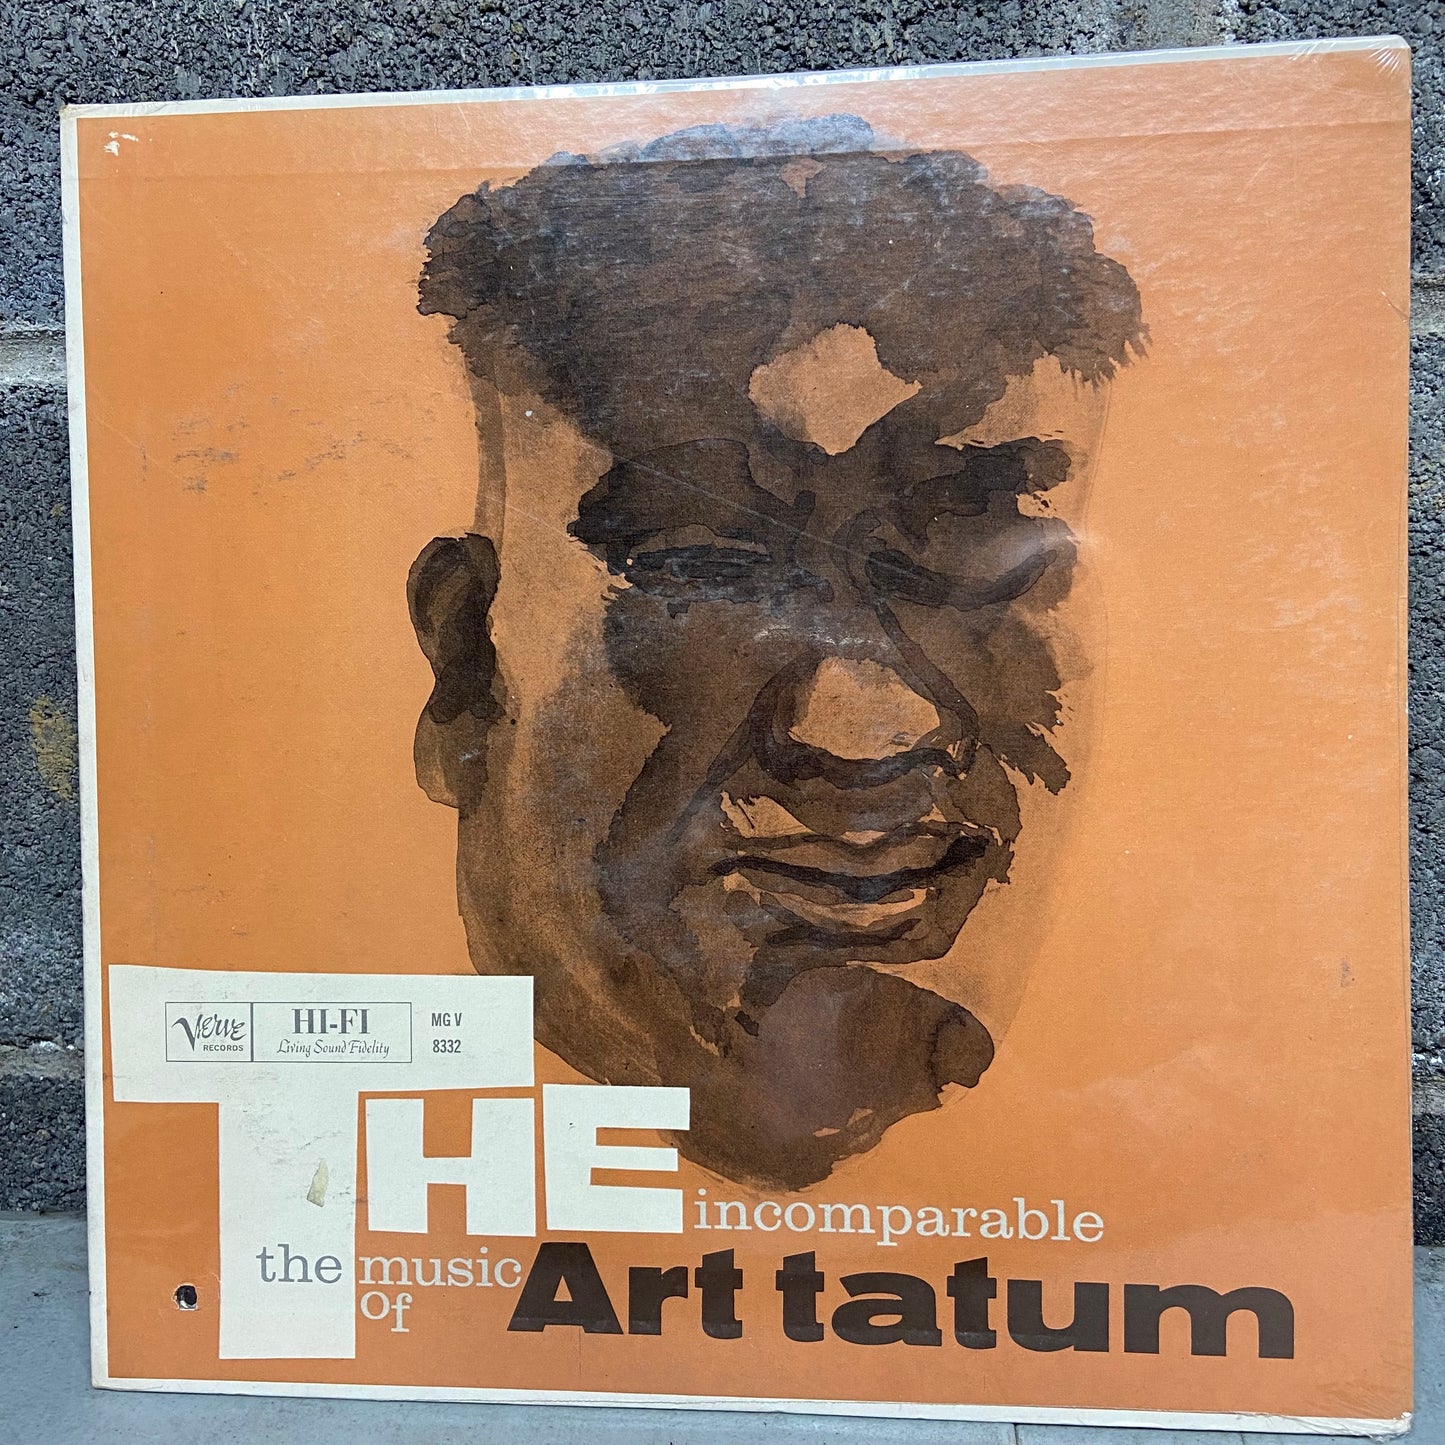 Verve
RECORDS
HI-FI
Living Sound Fidelity
MG V
8332
THE
incomparable
the music
of
Art tatum